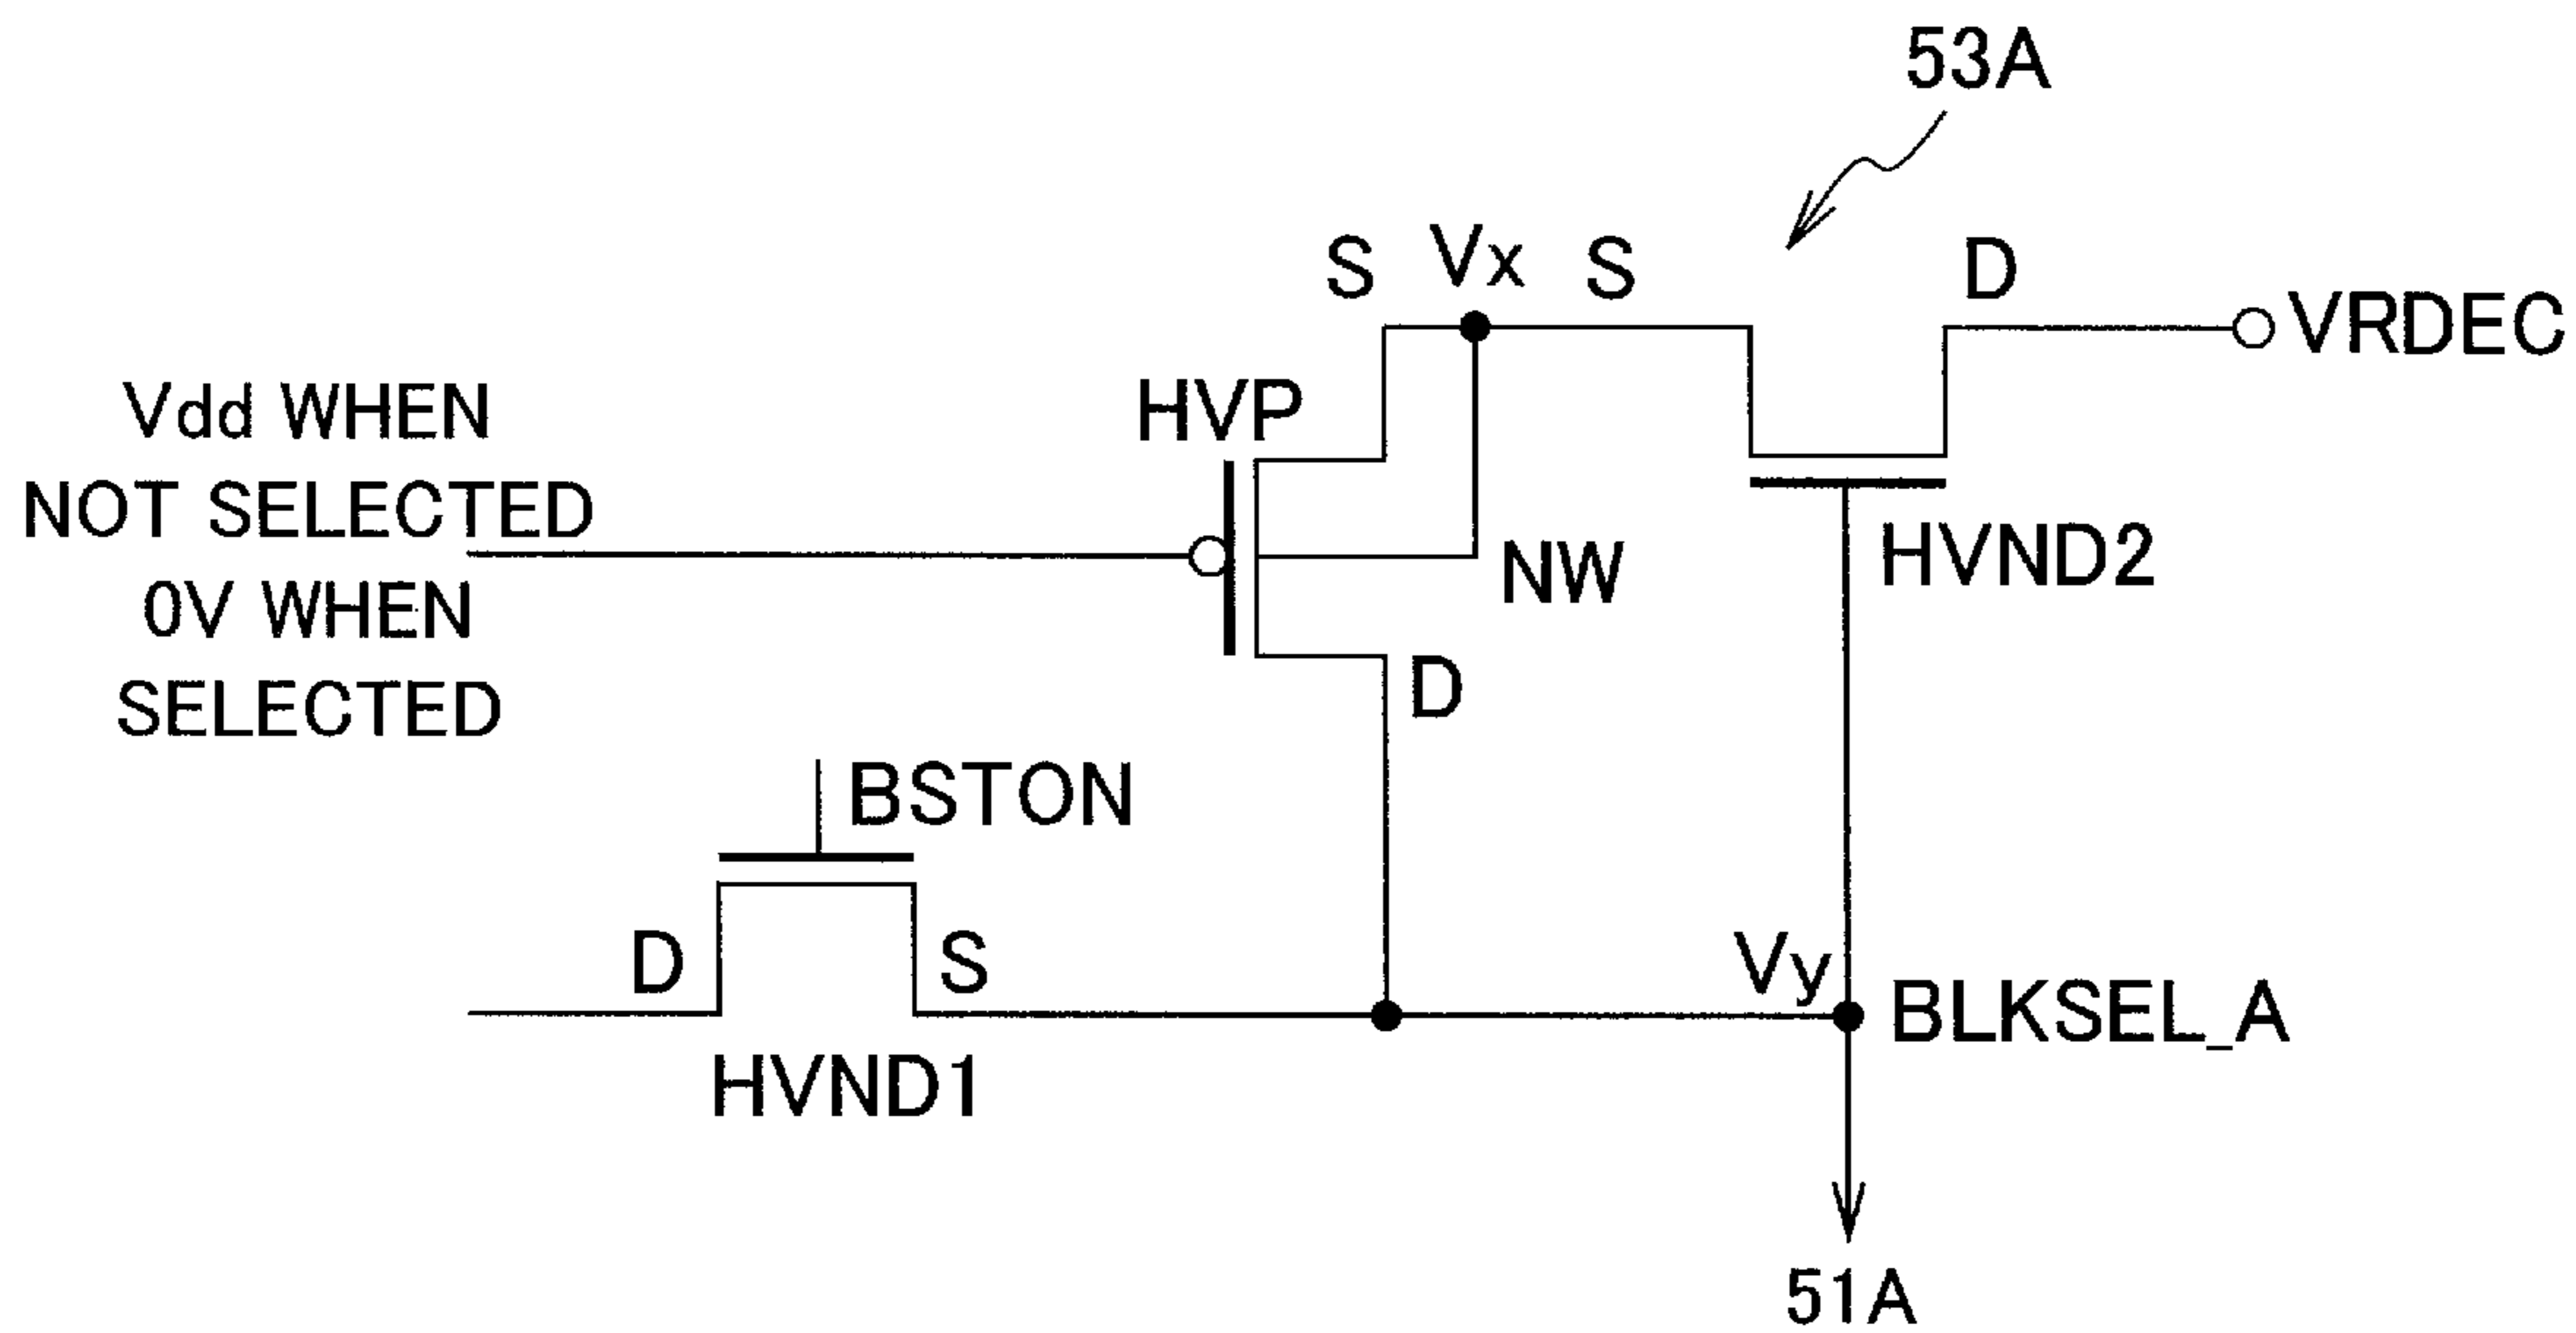 53A
S
Vx
S
D
VRDEC
HVP
Vdd WHEN
NOT SELECTED
0V WHEN
SELECTED
NW
HVND2
D
BSTON
D
S
Vy
BLKSEL_A
HVND1
51A